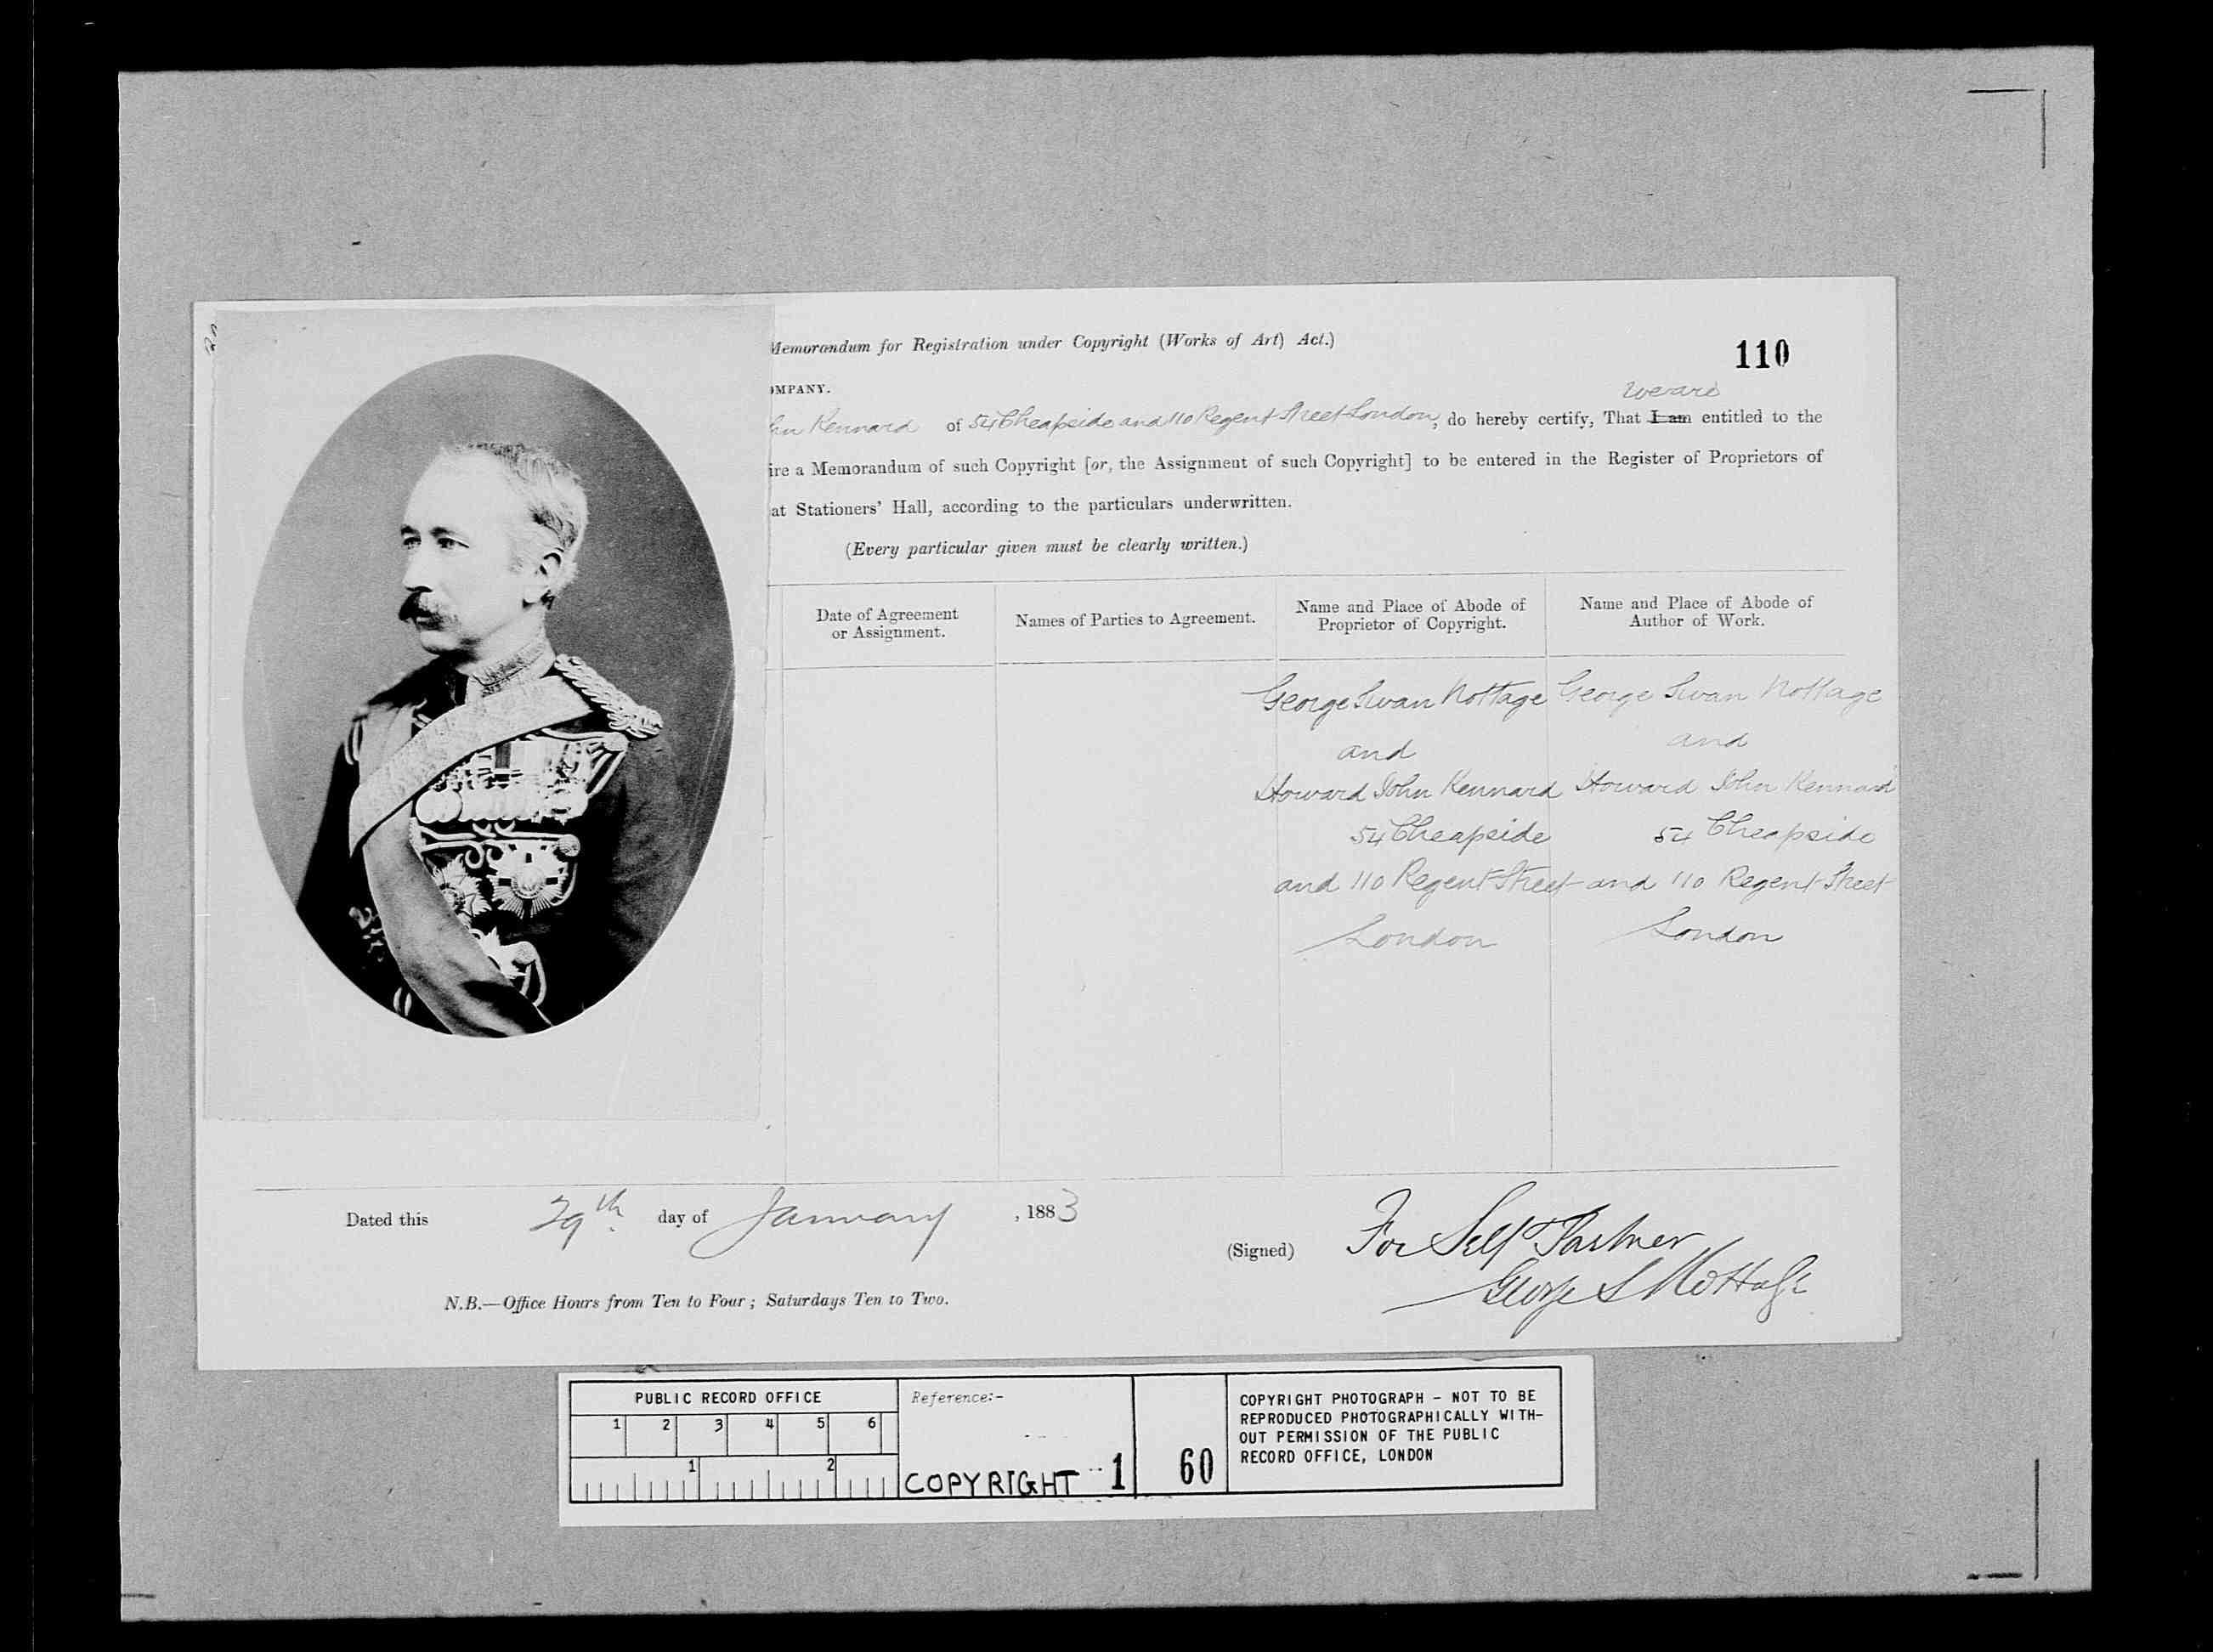 Memorandum for Registration under Copyright (Works of Art) Act.)
110
OMPANY.
we are
hn Kennard of 54 Cheapside and 110 Regent Street London, do hereby certify, That I am entitled to the
ire a Memorandum of such Copyright [or, the Assignment of such Copyright] to be entered in the Register of Proprietors of
at Stationers' Hall, according to the particulars underwritten.
(Every particular given must be clearly written.)
Date of Agreement
or Assignment.
Names of Parties to Agreement.
Name and Place of Abode of
Proprietor of Copyright.
Name and Place of Abode of
Author of Work.
George Swan Nottage
and
Howard John Kennard
54 Cheapside
and 110 Regent Street
London
George Swan Nottage
and
Howard John Kennard
54 Cheapside
and 110 Regent Street
London
Dated this 29th day of January, 1883
(Signed) For Self & Partner
George S Nottage
N.B.—Office Hours from Ten to Four; Saturdays Ten to Two.
PUBLIC RECORD OFFICE
1 2 3 4 5 6
1 2
Reference:-
COPYRIGHT 1
60
COPYRIGHT PHOTOGRAPH - NOT TO BE
REPRODUCED PHOTOGRAPHICALLY WITH-
OUT PERMISSION OF THE PUBLIC
RECORD OFFICE, LONDON